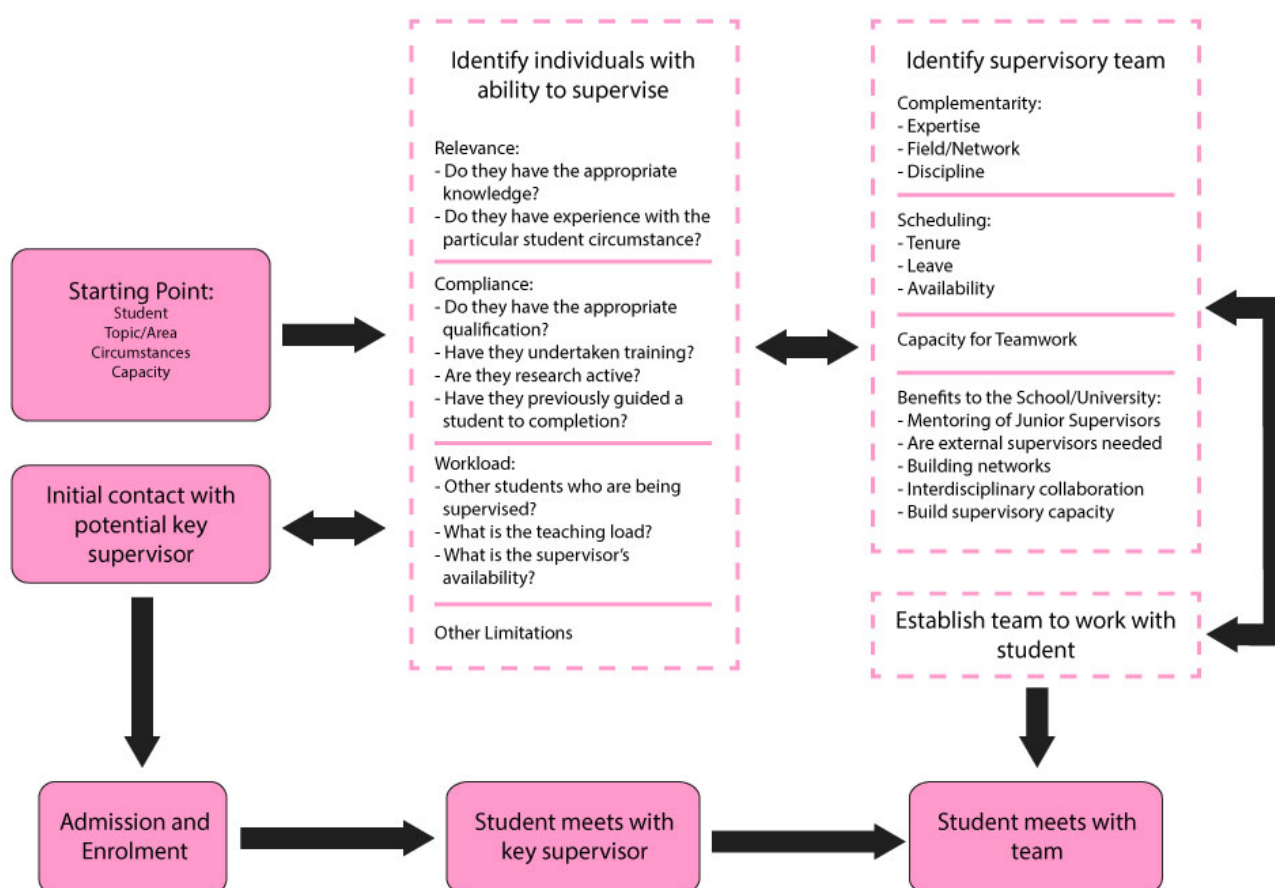 Starting Point:
Student
Topic/Area
Circumstances
Capacity
Initial contact with
potential key
supervisor
Identify individuals with
ability to supervise
Relevance:
- Do they have the appropriate
knowledge?
- Do they have experience with the
particular student circumstance?
Compliance:
- Do they have the appropriate
qualification?
- Have they undertaken training?
- Are they research active?
- Have they previously guided a
student to completion?
Workload:
- Other students who are being
supervised?
- What is the teaching load?
- What is the supervisor's
availability?
Other Limitations
Identify supervisory team
Complementarity:
- Expertise
- Field/Network
- Discipline
Scheduling:
- Tenure
- Leave
- Availability
Capacity for Teamwork
Benefits to the School/University:
- Mentoring of Junior Supervisors
- Are external supervisors needed
- Building networks
- Interdisciplinary collaboration
- Build supervisory capacity
Establish team to work with
student
Admission and
Enrolment
Student meets with
key supervisor
Student meets with
team